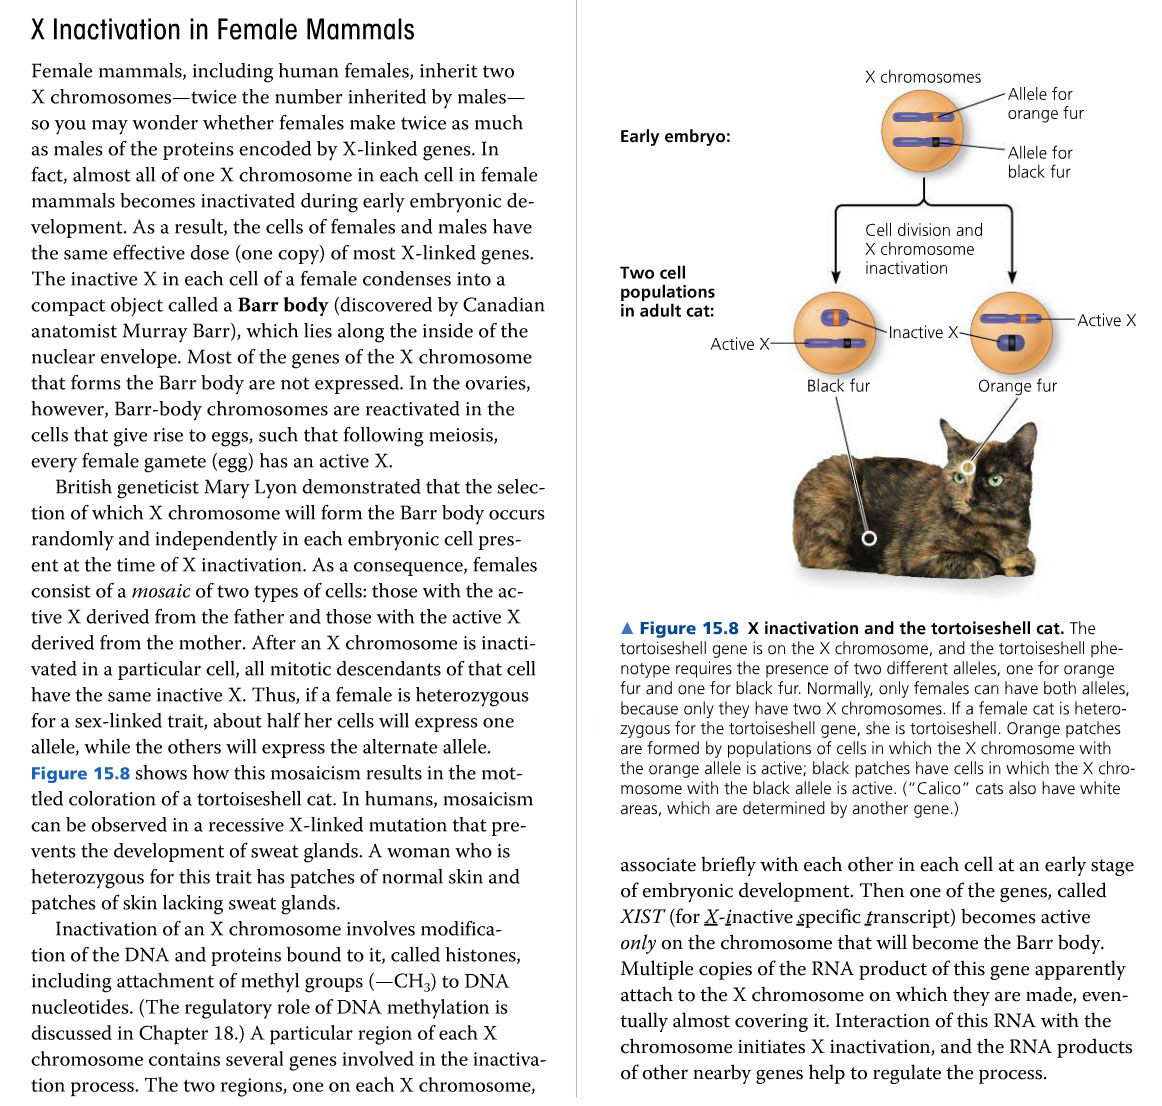 X Inactivation in Female Mammals
Female mammals, including human females, inherit two
X chromosomes—twice the number inherited by males—
so you may wonder whether females make twice as much
as males of the proteins encoded by X-linked genes. In
fact, almost all of one X chromosome in each cell in female
mammals becomes inactivated during early embryonic de-
velopment. As a result, the cells of females and males have
the same effective dose (one copy) of most X-linked genes.
The inactive X in each cell of a female condenses into a
compact object called a Barr body (discovered by Canadian
anatomist Murray Barr), which lies along the inside of the
nuclear envelope. Most of the genes of the X chromosome
that forms the Barr body are not expressed. In the ovaries,
however, Barr-body chromosomes are reactivated in the
cells that give rise to eggs, such that following meiosis,
every female gamete (egg) has an active X.
British geneticist Mary Lyon demonstrated that the selec-
tion of which X chromosome will form the Barr body occurs
randomly and independently in each embryonic cell pres-
ent at the time of X inactivation. As a consequence, females
consist of a mosaic of two types of cells: those with the ac-
tive X derived from the father and those with the active X
derived from the mother. After an X chromosome is inacti-
vated in a particular cell, all mitotic descendants of that cell
have the same inactive X. Thus, if a female is heterozygous
for a sex-linked trait, about half her cells will express one
allele, while the others will express the alternate allele.
Figure 15.8 shows how this mosaicism results in the mot-
tled coloration of a tortoiseshell cat. In humans, mosaicism
can be observed in a recessive X-linked mutation that pre-
vents the development of sweat glands. A woman who is
heterozygous for this trait has patches of normal skin and
patches of skin lacking sweat glands.
Inactivation of an X chromosome involves modifica-
tion of the DNA and proteins bound to it, called histones,
including attachment of methyl groups (—CH₃) to DNA
nucleotides. (The regulatory role of DNA methylation is
discussed in Chapter 18.) A particular region of each X
chromosome contains several genes involved in the inactiva-
tion process. The two regions, one on each X chromosome,
X chromosomes
Allele for
orange fur
Early embryo:
Allele for
black fur
Cell division and
X chromosome
inactivation
Two cell
populations
in adult cat:
Active X
Inactive X
Active X
Black fur
Orange fur
▲ Figure 15.8 X inactivation and the tortoiseshell cat. The
tortoiseshell gene is on the X chromosome, and the tortoiseshell phe-
notype requires the presence of two different alleles, one for orange
fur and one for black fur. Normally, only females can have both alleles,
because only they have two X chromosomes. If a female cat is hetero-
zygous for the tortoiseshell gene, she is tortoiseshell. Orange patches
are formed by populations of cells in which the X chromosome with
the orange allele is active; black patches have cells in which the X chro-
mosome with the black allele is active. (“Calico” cats also have white
areas, which are determined by another gene.)
associate briefly with each other in each cell at an early stage
of embryonic development. Then one of the genes, called
XIST (for X-inactive specific transcript) becomes active
only on the chromosome that will become the Barr body.
Multiple copies of the RNA product of this gene apparently
attach to the X chromosome on which they are made, even-
tually almost covering it. Interaction of this RNA with the
chromosome initiates X inactivation, and the RNA products
of other nearby genes help to regulate the process.